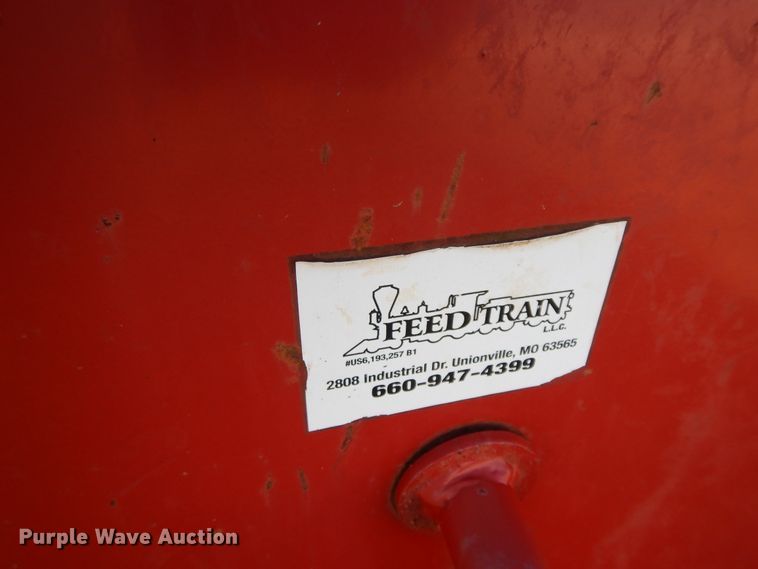 FEED TRAIN
L.L.C.
#US6,193,257 B1
2808 Industrial Dr. Unionville, MO 63565
660-947-4399
Purple Wave Auction®